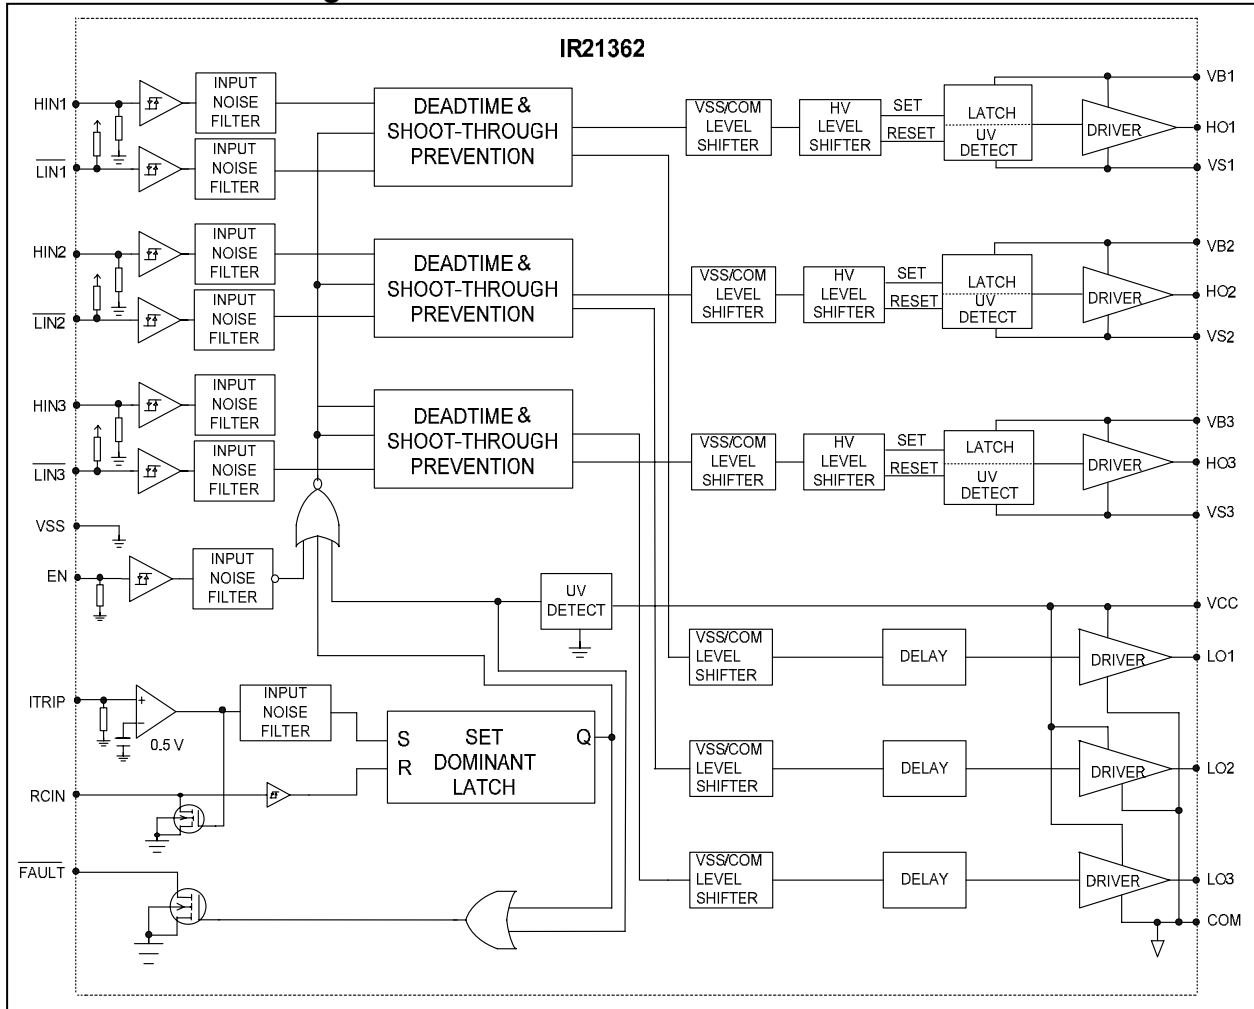 IR21362
HIN1
INPUT
NOISE
FILTER
DEADTIME &
SHOOT-THROUGH
PREVENTION
VSS/COM
LEVEL
SHIFTER
HV
LEVEL
SHIFTER
SET
RESET
LATCH
UV
DETECT
DRIVER
VB1
HO1
VS1
LIN1
INPUT
NOISE
FILTER
HIN2
INPUT
NOISE
FILTER
DEADTIME &
SHOOT-THROUGH
PREVENTION
VSS/COM
LEVEL
SHIFTER
HV
LEVEL
SHIFTER
SET
RESET
LATCH
UV
DETECT
DRIVER
VB2
HO2
VS2
LIN2
INPUT
NOISE
FILTER
HIN3
INPUT
NOISE
FILTER
DEADTIME &
SHOOT-THROUGH
PREVENTION
VSS/COM
LEVEL
SHIFTER
HV
LEVEL
SHIFTER
SET
RESET
LATCH
UV
DETECT
DRIVER
VB3
HO3
VS3
LIN3
INPUT
NOISE
FILTER
VSS
EN
INPUT
NOISE
FILTER
UV
DETECT
VCC
VSS/COM
LEVEL
SHIFTER
DELAY
DRIVER
LO1
ITRIP
+
−
0.5 V
INPUT
NOISE
FILTER
S
R
SET
DOMINANT
LATCH
Q
VSS/COM
LEVEL
SHIFTER
DELAY
DRIVER
LO2
RCIN
FAULT
VSS/COM
LEVEL
SHIFTER
DELAY
DRIVER
LO3
COM